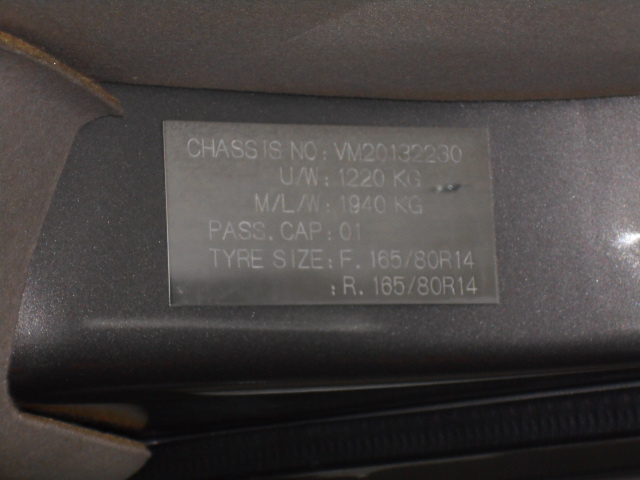 CHASSIS NO: VM20132230
U/W: 1220 KG
M/L/W: 1940 KG
PASS. CAP: 01
TYRE SIZE: F. 165/80R14
: R. 165/80R14